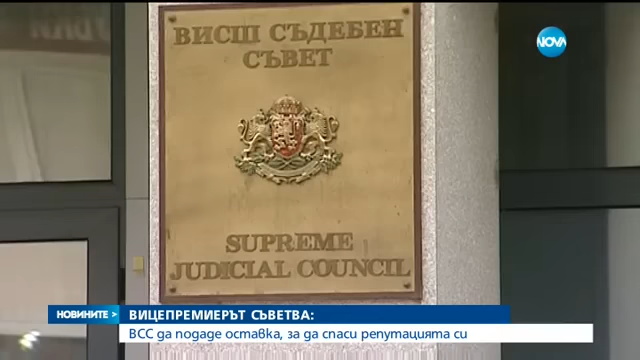 ВИСШ СЪДЕБЕН
СЪВЕТ
NOVA
SUPREME
JUDICIAL COUNCIL
НОВИНИТЕ
ВИЦЕПРЕМИЕРЪТ СЪВЕТВА:
ВСС да подаде оставка, за да спаси репутацията си